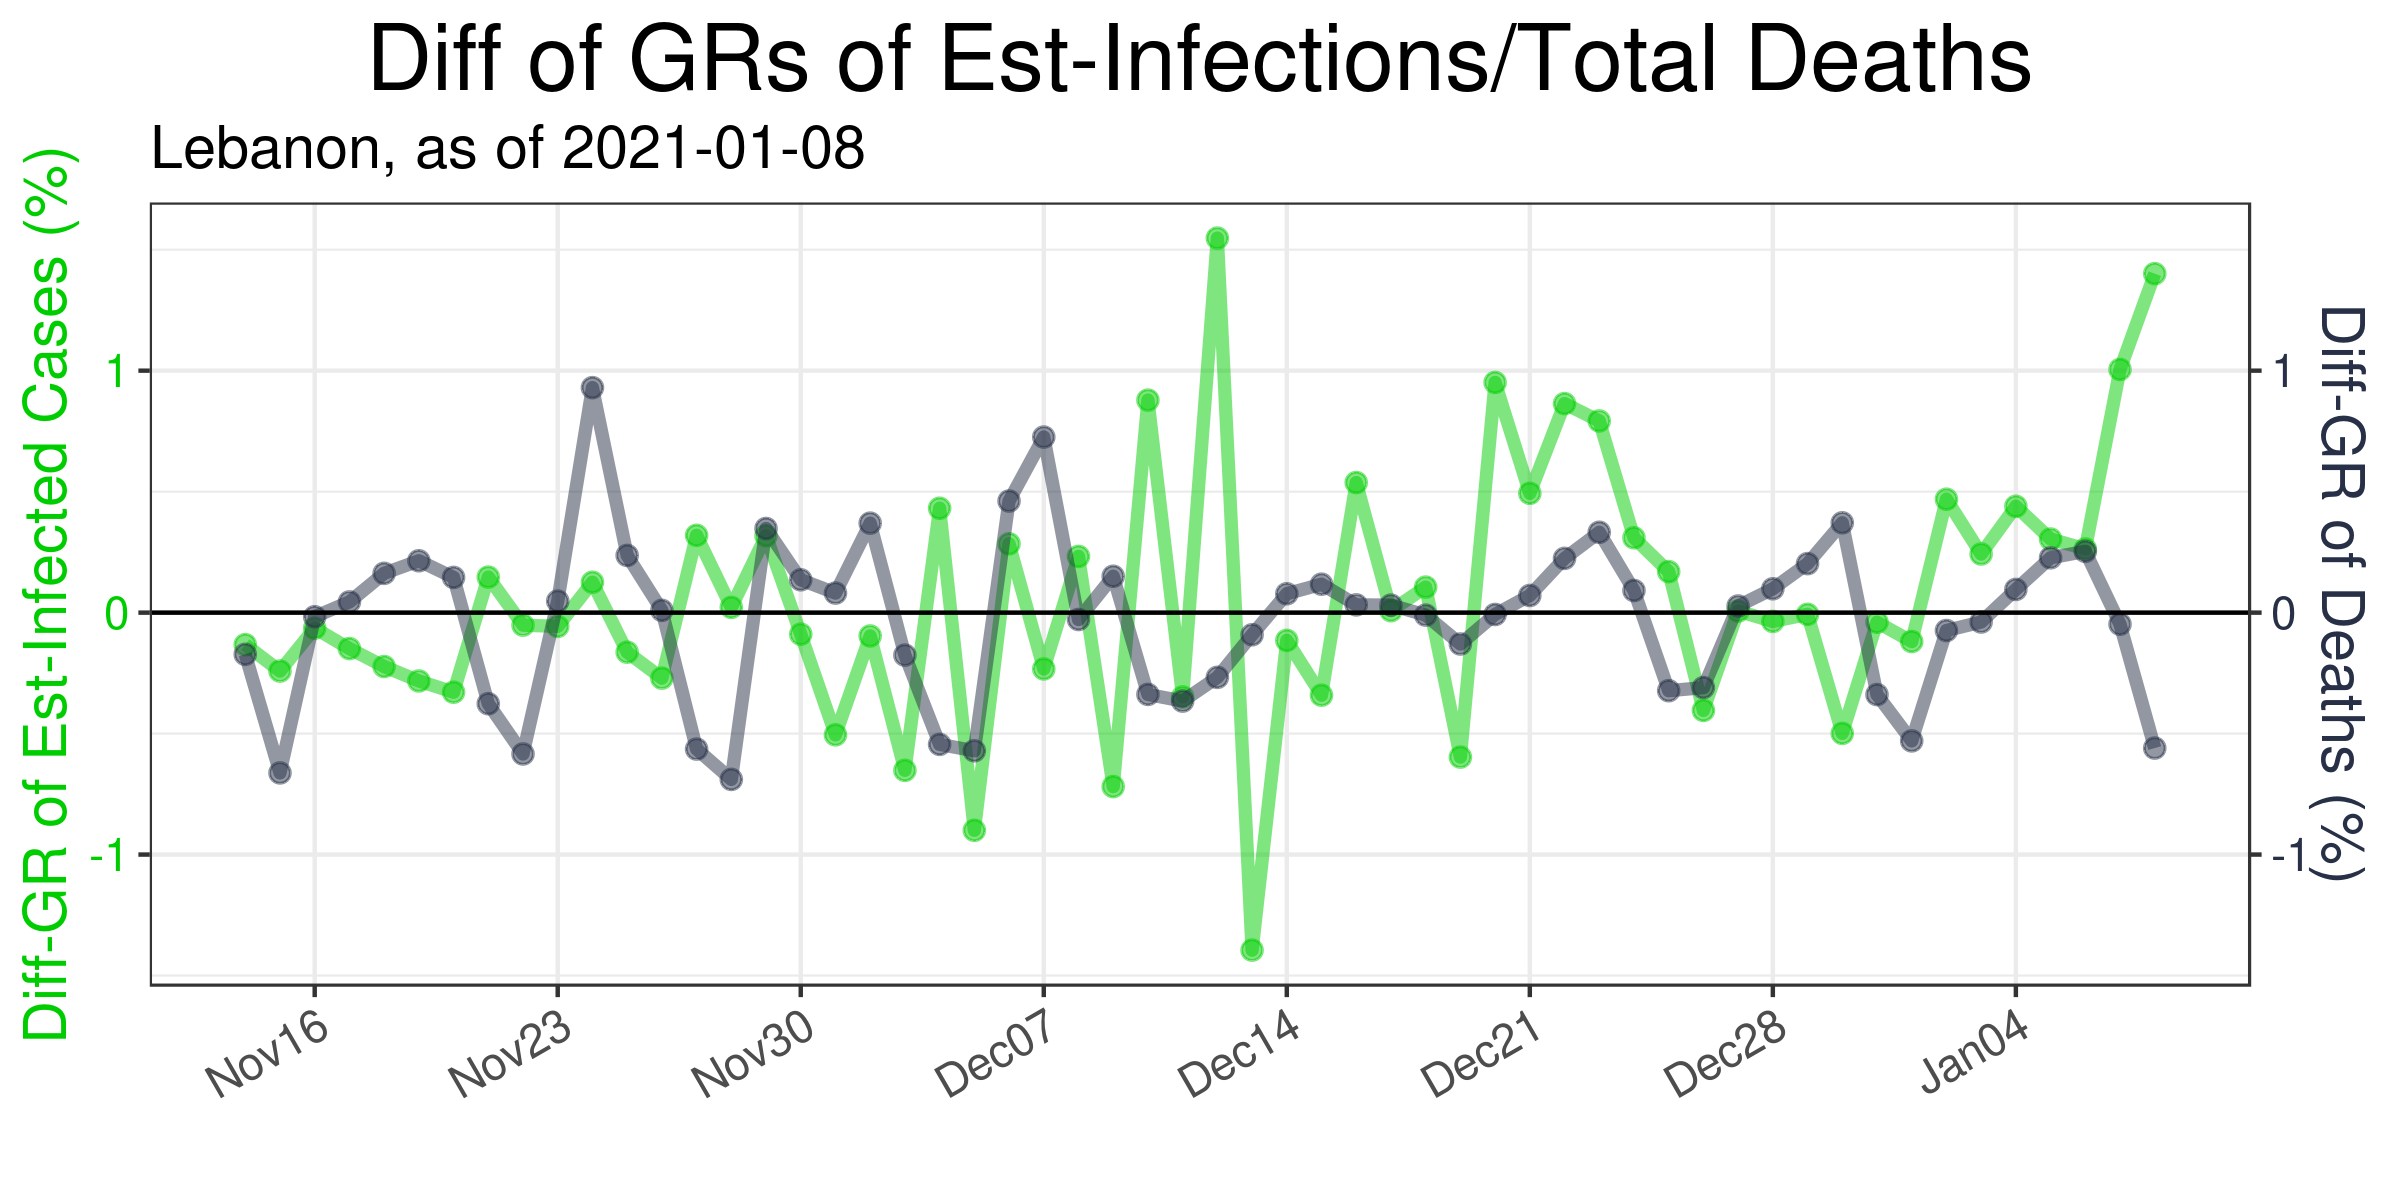 Diff of GRs of Est-Infections/Total Deaths
Lebanon, as of 2021-01-08
Diff-GR of Est-Infected Cases (%)
1
0
-1
1
0
-1
Diff-GR of Deaths (%)
Nov16
Nov23
Nov30
Dec07
Dec14
Dec21
Dec28
Jan04